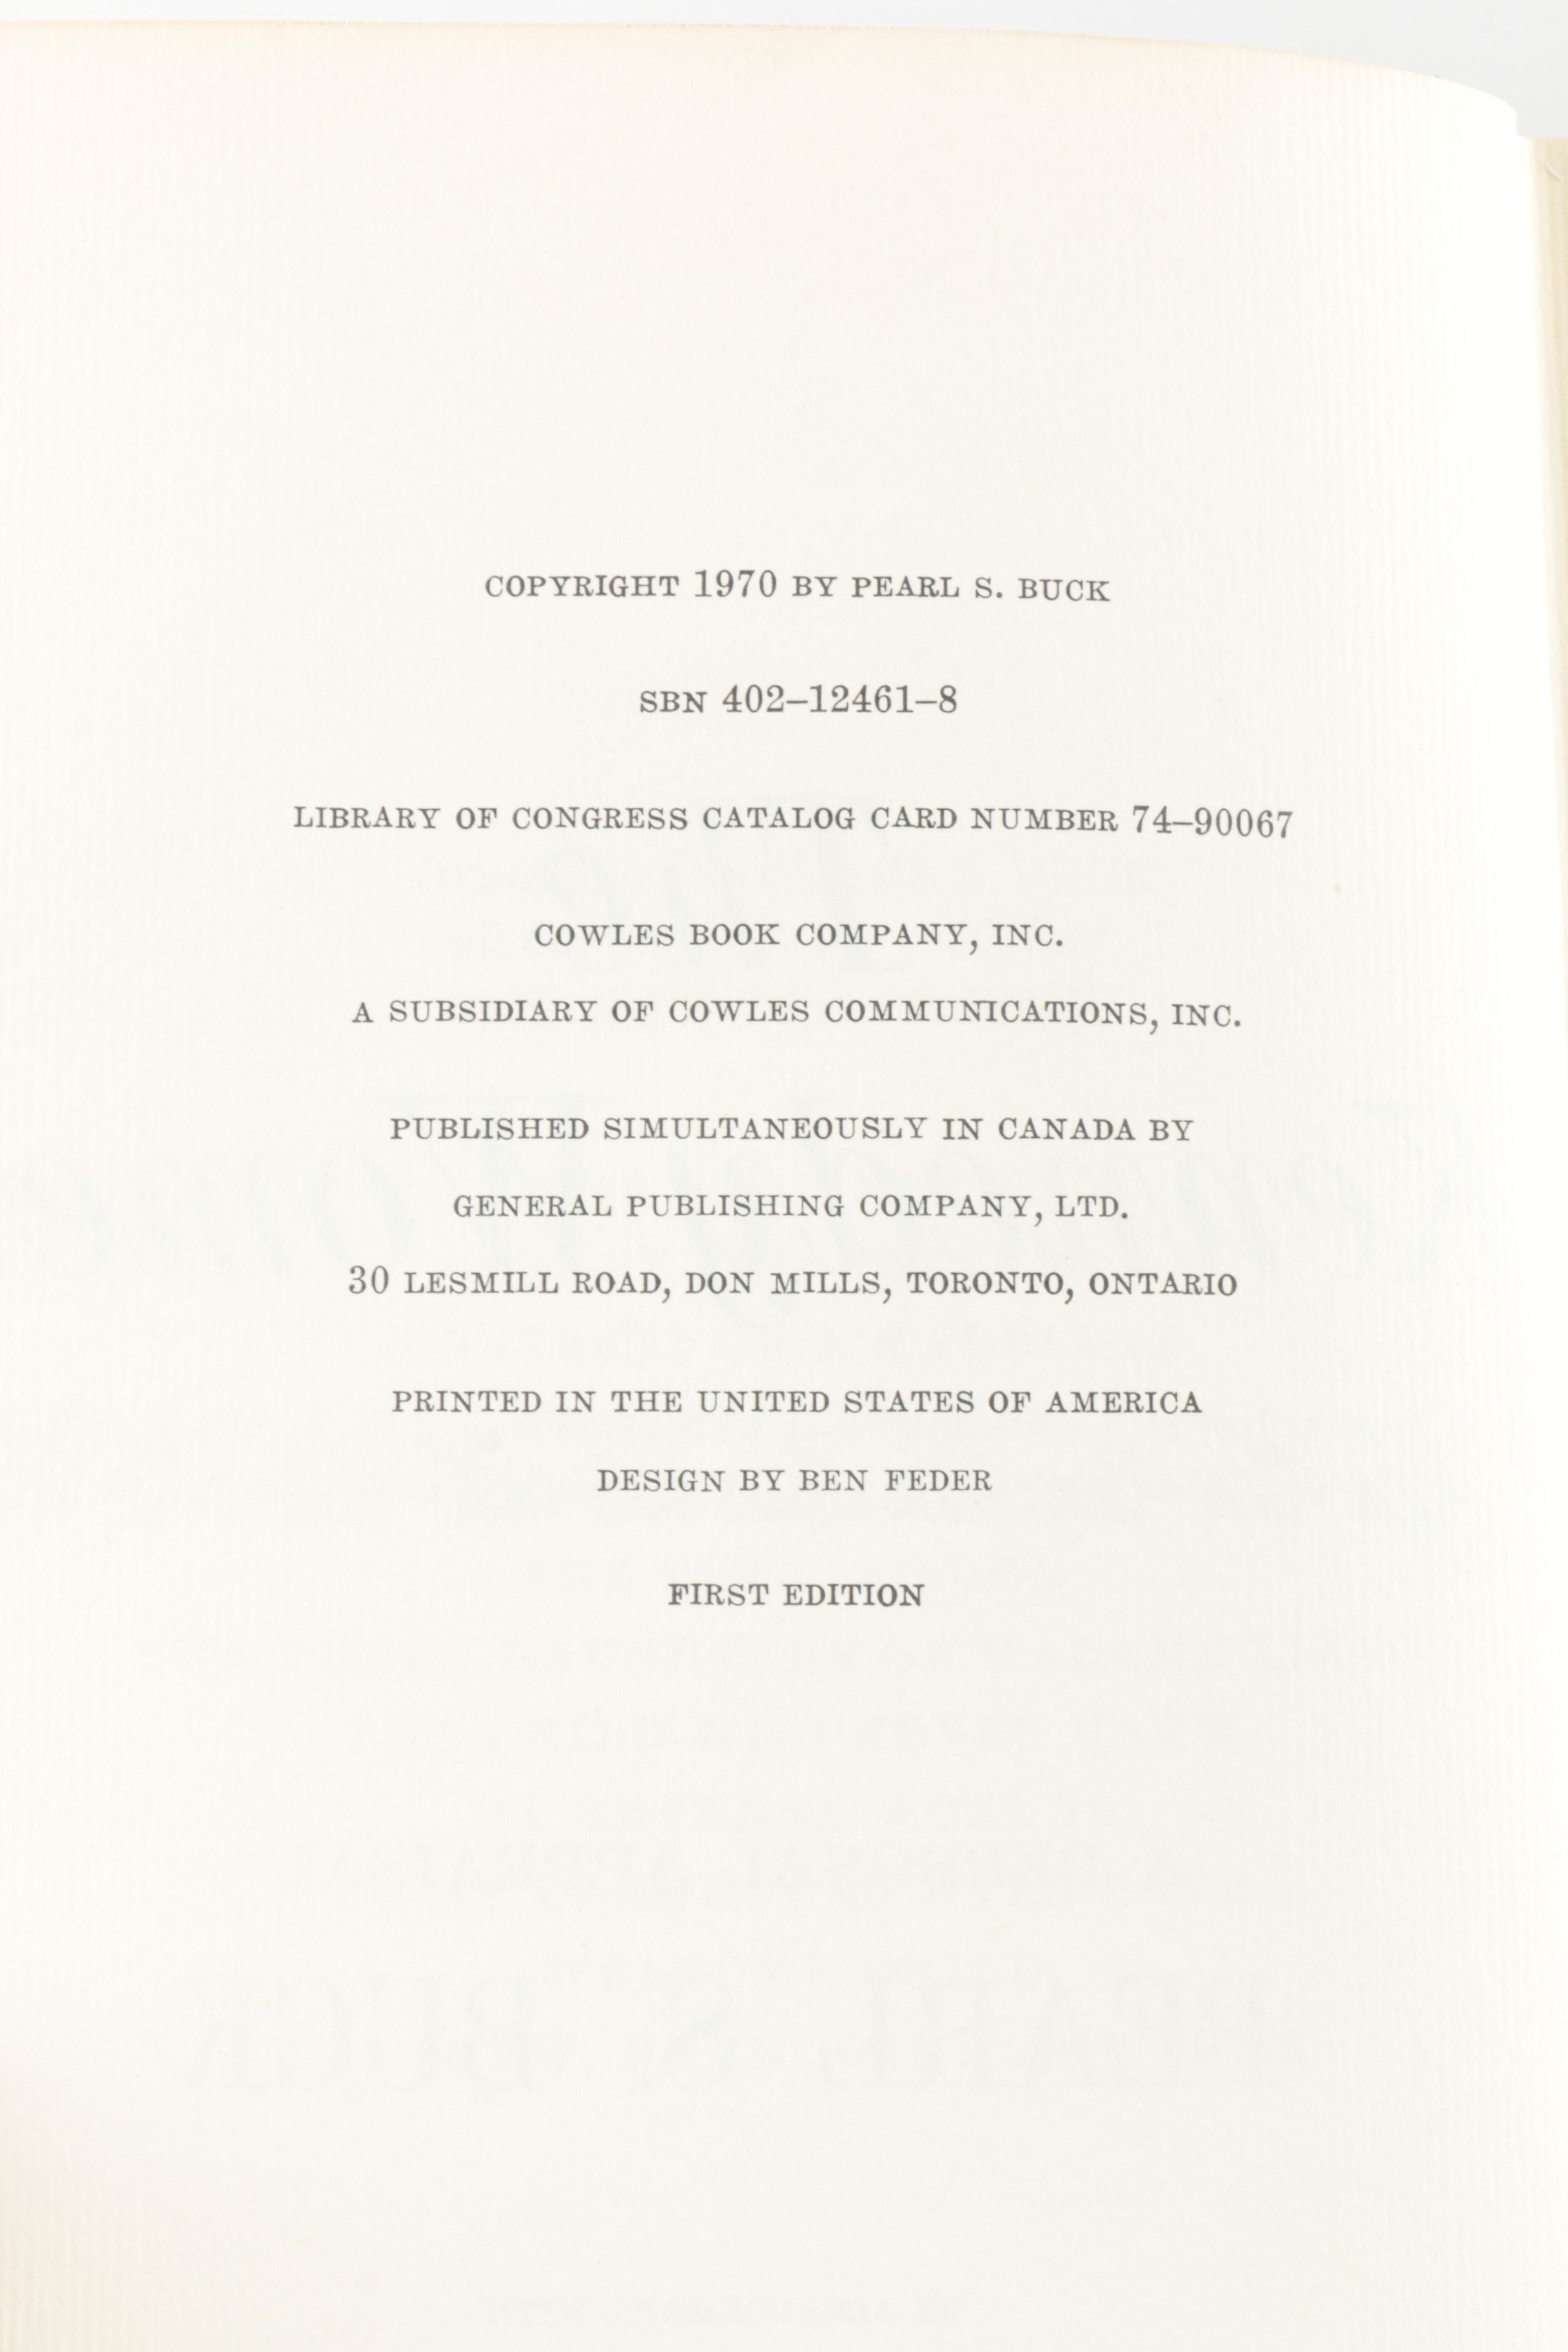 COPYRIGHT 1970 BY PEARL S. BUCK
SBN 402–12461–8
LIBRARY OF CONGRESS CATALOG CARD NUMBER 74–90067
COWLES BOOK COMPANY, INC.
A SUBSIDIARY OF COWLES COMMUNICATIONS, INC.
PUBLISHED SIMULTANEOUSLY IN CANADA BY
GENERAL PUBLISHING COMPANY, LTD.
30 LESMILL ROAD, DON MILLS, TORONTO, ONTARIO
PRINTED IN THE UNITED STATES OF AMERICA
DESIGN BY BEN FEDER
FIRST EDITION
PEARL S. BUCK